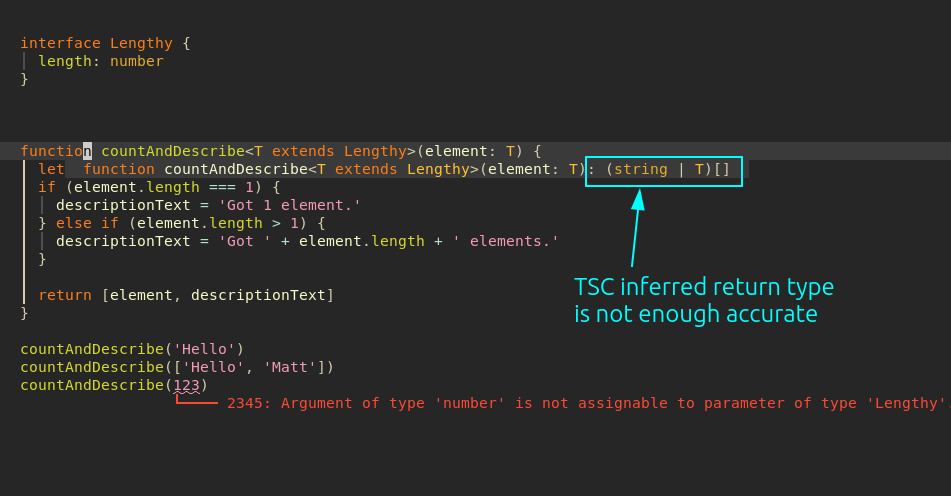 interface Lengthy {
length: number
}
function countAndDescribe<T extends Lengthy>(element: T) {
let function countAndDescribe<T extends Lengthy>(element: T): (string | T)[]
if (element.length === 1) {
descriptionText = 'Got 1 element.'
} else if (element.length > 1) {
descriptionText = 'Got ' + element.length + ' elements.'
}
return [element, descriptionText]
}
TSC inferred return type
is not enough accurate
countAndDescribe('Hello')
countAndDescribe(['Hello', 'Matt'])
countAndDescribe(123)
2345: Argument of type 'number' is not assignable to parameter of type 'Lengthy'.